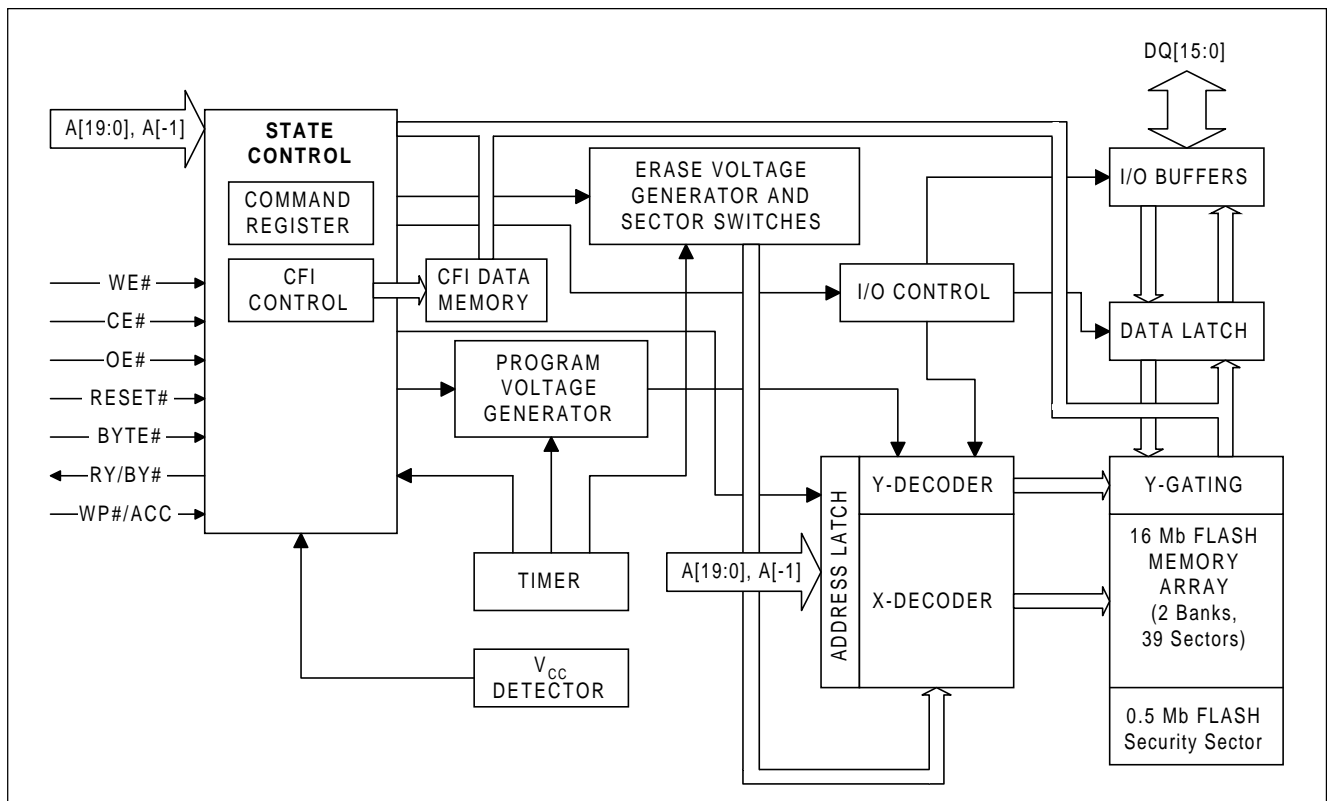 DQ[15:0]
A[19:0], A[-1]
STATE
CONTROL
COMMAND
REGISTER
CFI
CONTROL
CFI DATA
MEMORY
ERASE VOLTAGE
GENERATOR AND
SECTOR SWITCHES
I/O BUFFERS
I/O CONTROL
DATA LATCH
WE#
CE#
OE#
RESET#
BYTE#
RY/BY#
WP#/ACC
PROGRAM
VOLTAGE
GENERATOR
TIMER
VCC
DETECTOR
A[19:0], A[-1]
ADDRESS LATCH
Y-DECODER
X-DECODER
Y-GATING
16 Mb FLASH
MEMORY
ARRAY
(2 Banks,
39 Sectors)
0.5 Mb FLASH
Security Sector